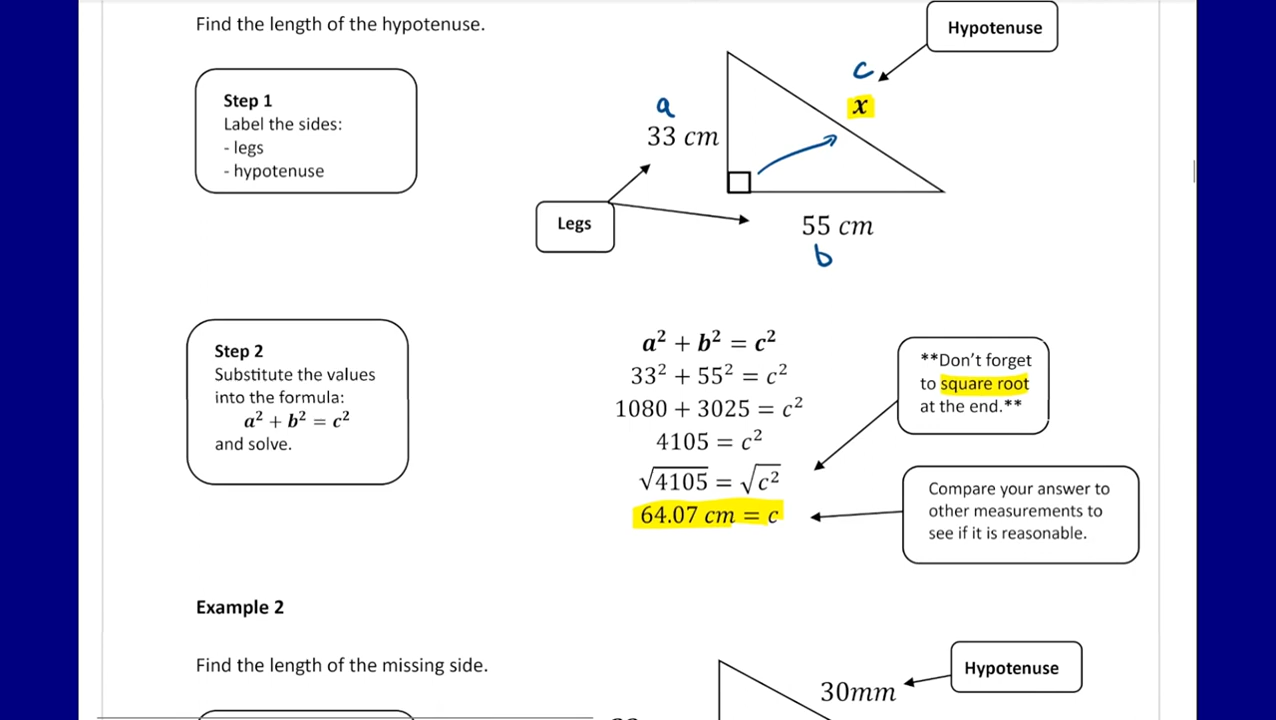 Find the length of the hypotenuse.
Hypotenuse
Step 1
Label the sides:
- legs
- hypotenuse
c
x
a
33 cm
Legs
55 cm
b
Step 2
Substitute the values
into the formula:
a² + b² = c²
and solve.
a² + b² = c²
33² + 55² = c²
1080 + 3025 = c²
4105 = c²
√4105 = √c²
64.07 cm = c
**Don't forget
to square root
at the end.**
Compare your answer to
other measurements to
see if it is reasonable.
Example 2
Find the length of the missing side.
Hypotenuse
30mm